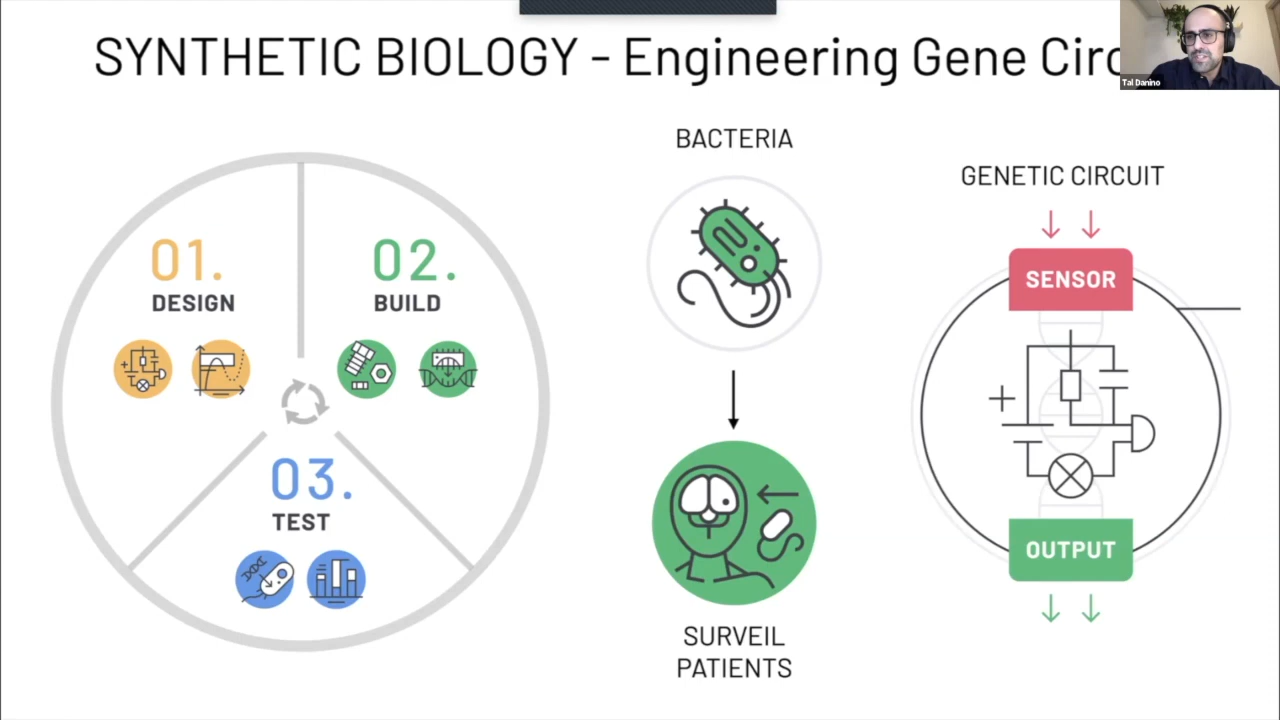 SYNTHETIC BIOLOGY - Engineering Gene Circ
Tal Danino
01.
DESIGN
02.
BUILD
03.
TEST
BACTERIA
SURVEIL
PATIENTS
GENETIC CIRCUIT
SENSOR
OUTPUT